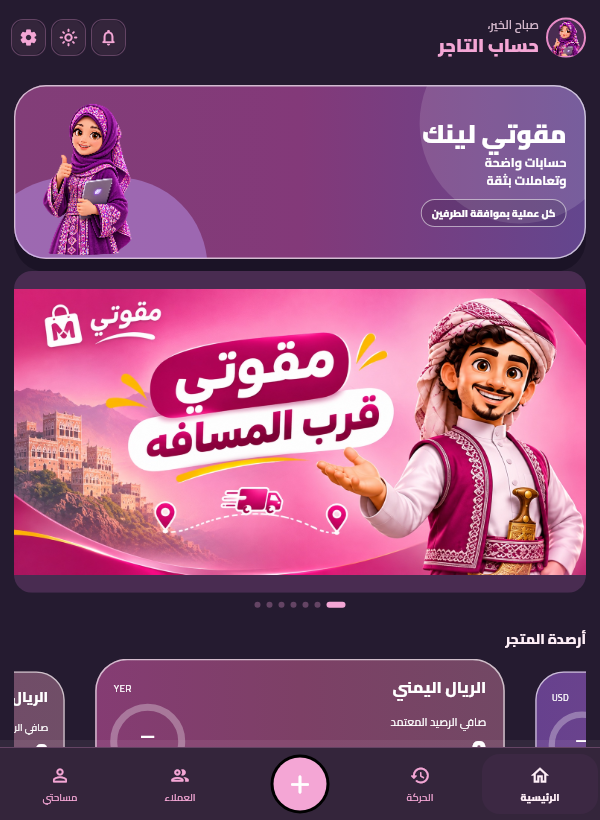 صباح الخير،
حساب التاجر
مقوتي لينك
حسابات واضحة
وتعاملات بثقة
كل عملية بموافقة الطرفين
مقوتي
مقوتي
قرب المسافه
أرصدة المتجر
USD
الريال اليمني
YER
صافي الرصيد المعتمد
الريال
صافي الر
الرئيسية
الحركة
العملاء
مساحتي